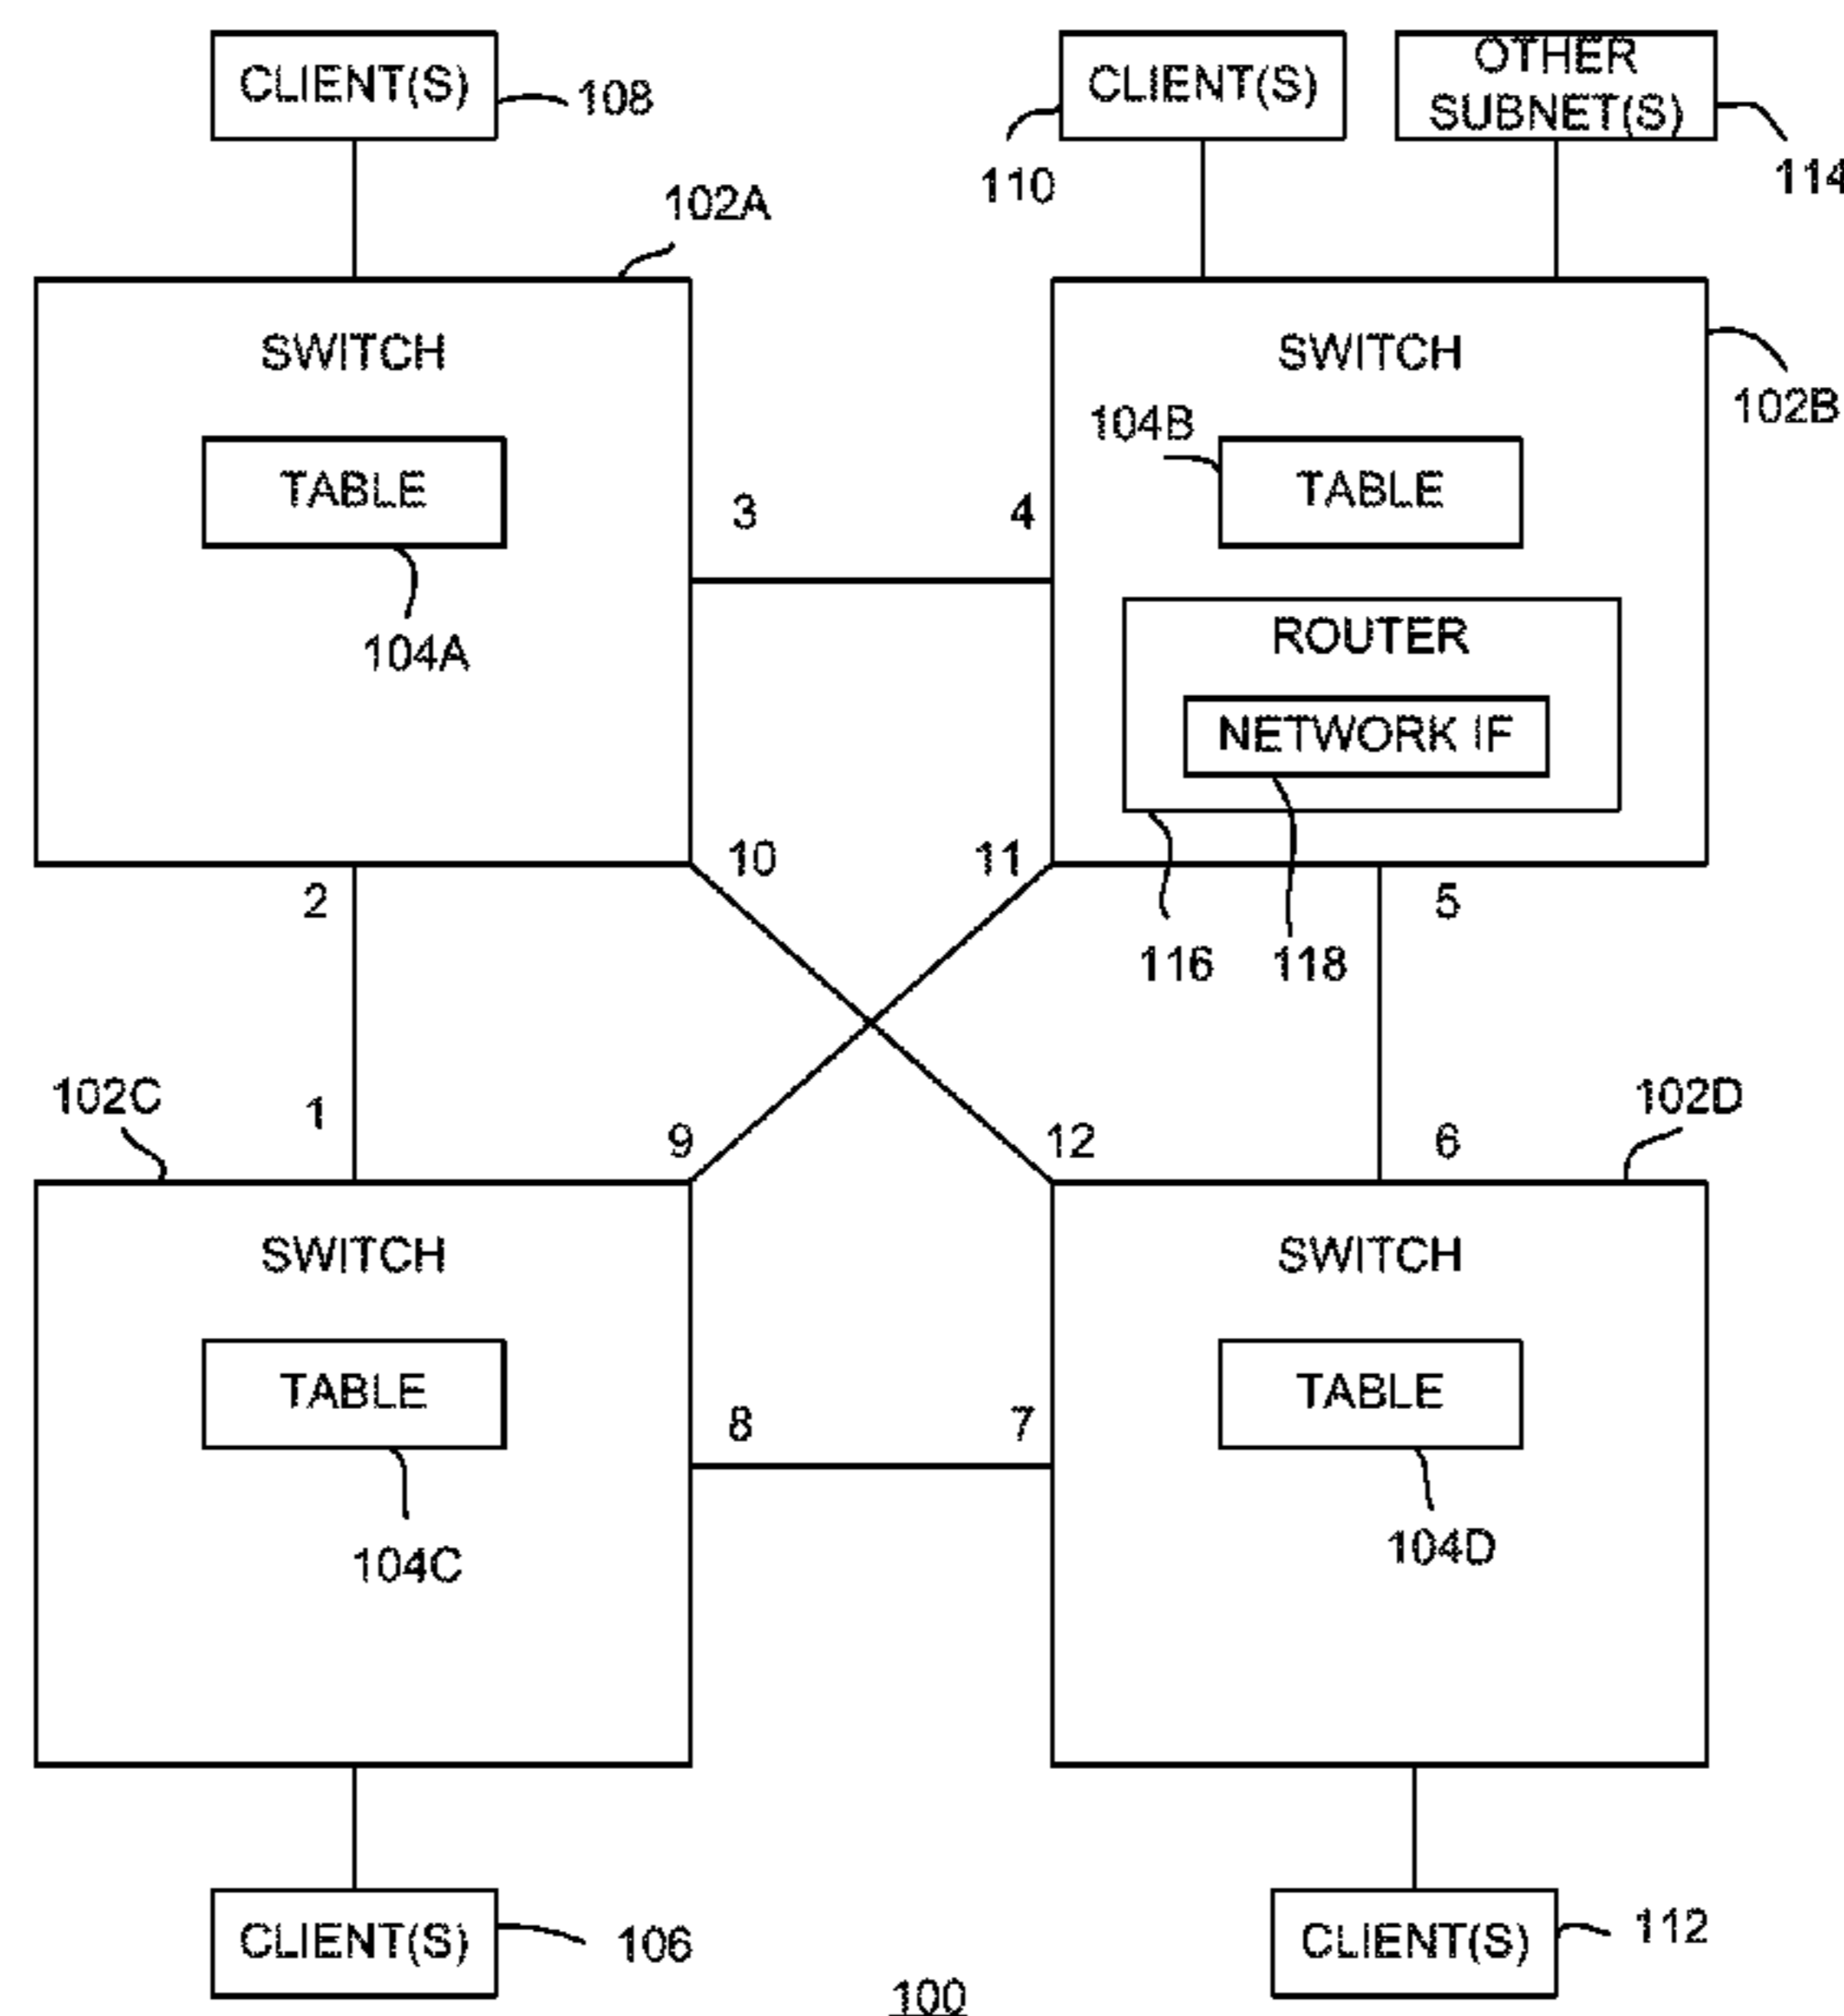 CLIENT(S)
108
CLIENT(S)
110
OTHER
SUBNET(S)
114
102A
SWITCH
TABLE
104A
SWITCH
102B
104B
TABLE
ROUTER
NETWORK IF
116
118
3
4
10
11
2
5
102C
1
9
12
6
102D
SWITCH
TABLE
104C
SWITCH
TABLE
104D
8
7
CLIENT(S)
106
CLIENT(S)
112
100